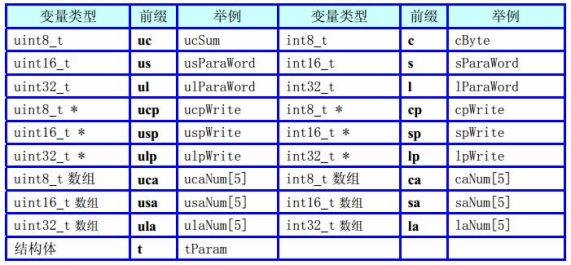 变量类型 前缀 举例 变量类型 前缀 举例
uint8_t uc ucSum int8_t c cByte
uint16_t us usParaWord int16_t s sParaWord
uint32_t ul ulParaWord int32_t l lParaWord
uint8_t * ucp ucpWrite int8_t * cp cpWrite
uint16_t * usp uspWrite int16_t * sp spWrite
uint32_t * ulp ulpWrite int32_t * lp lpWrite
uint8_t 数组 uca ucaNum[5] int8_t 数组 ca caNum[5]
uint16_t 数组 usa usaNum[5] int16_t 数组 sa saNum[5]
uint32_t 数组 ula ulaNum[5] int32_t 数组 la laNum[5]
结构体 t tParam